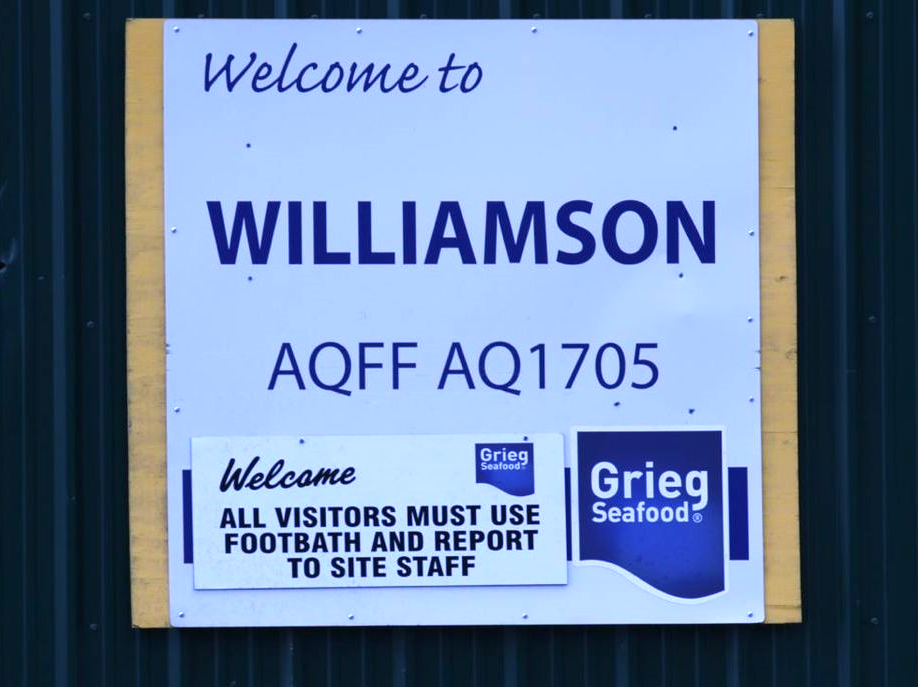 Welcome to
WILLIAMSON
AQFF AQ1705
Welcome
Grieg
Seafood
ALL VISITORS MUST USE
FOOTBATH AND REPORT
TO SITE STAFF
Grieg
Seafood®